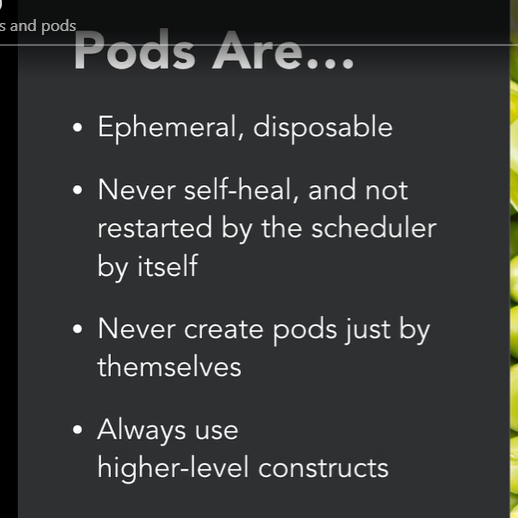 s and pods
Pods Are...
• Ephemeral, disposable
• Never self-heal, and not
restarted by the scheduler
by itself
• Never create pods just by
themselves
• Always use
higher-level constructs